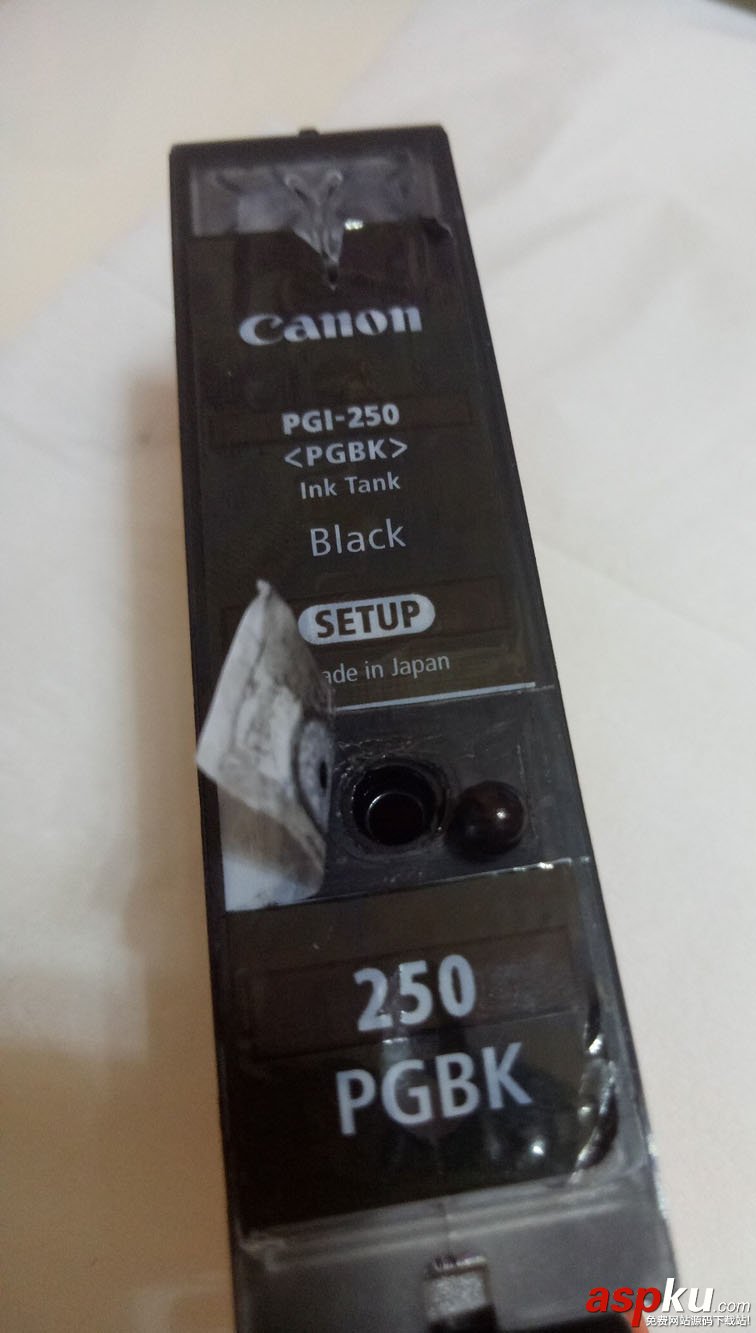 Canon
PGI-250
<PGBK>
Ink Tank
Black
SETUP
ade in Japan
250
PGBK
aspku.com
免费网站源码下载站!